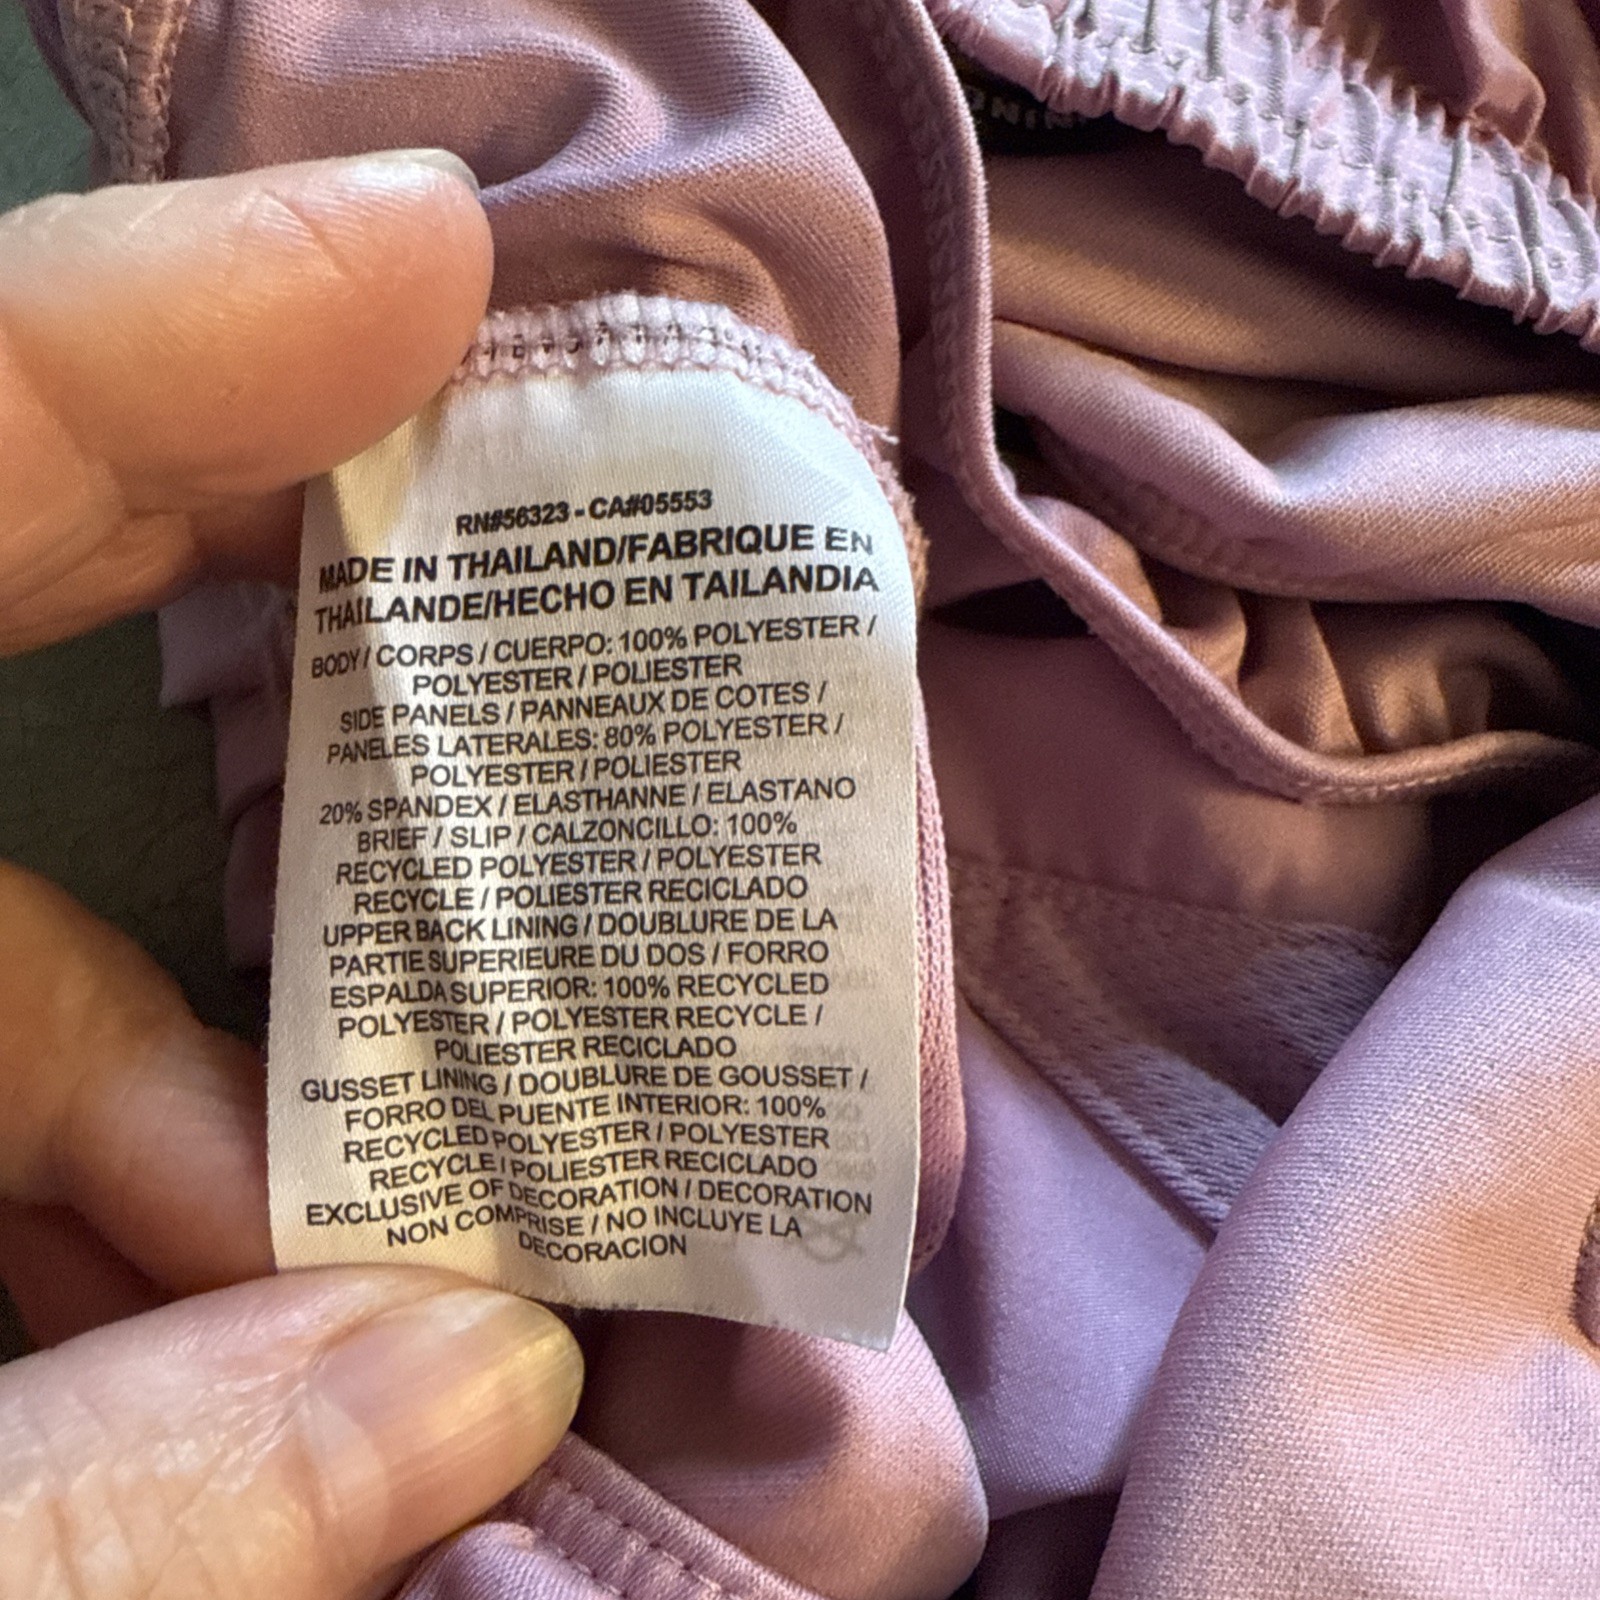 RN#56323 - CA#05553
MADE IN THAILAND/FABRIQUE EN
THAILANDE/HECHO EN TAILANDIA
BODY / CORPS / CUERPO: 100% POLYESTER /
POLYESTER / POLIESTER
SIDE PANELS / PANNEAUX DE COTES /
PANELES LATERALES: 80% POLYESTER /
POLYESTER / POLIESTER
20% SPANDEX / ELASTHANNE / ELASTANO
BRIEF / SLIP / CALZONCILLO: 100%
RECYCLED POLYESTER / POLYESTER
RECYCLE / POLIESTER RECICLADO
UPPER BACK LINING / DOUBLURE DE LA
PARTIE SUPERIEURE DU DOS / FORRO
ESPALDA SUPERIOR: 100% RECYCLED
POLYESTER / POLYESTER RECYCLE /
POLIESTER RECICLADO
GUSSET LINING / DOUBLURE DE GOUSSET /
FORRO DEL PUENTE INTERIOR: 100%
RECYCLED POLYESTER / POLYESTER
RECYCLE / POLIESTER RECICLADO
EXCLUSIVE OF DECORATION / DECORATION
NON COMPRISE / NO INCLUYE LA
DECORACION